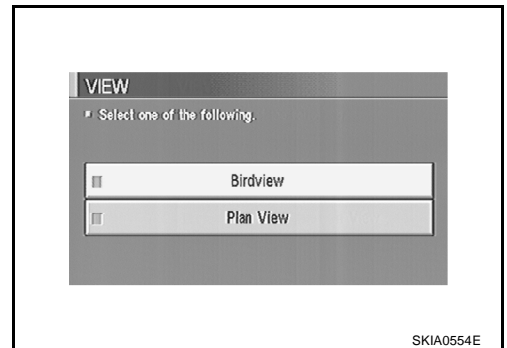 VIEW
Select one of the following.
Birdview
Plan View
SKIA0554E